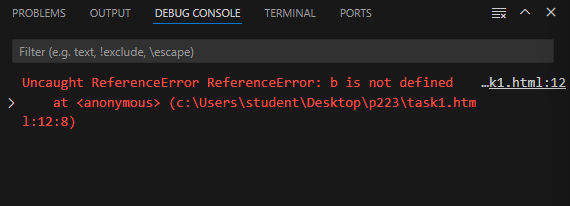 PROBLEMS OUTPUT DEBUG CONSOLE TERMINAL PORTS
Filter (e.g. text, !exclude, \escape)
Uncaught ReferenceError ReferenceError: b is not defined …k1.html:12
at <anonymous> (c:\Users\student\Desktop\p223\task1.htm
l:12:8)